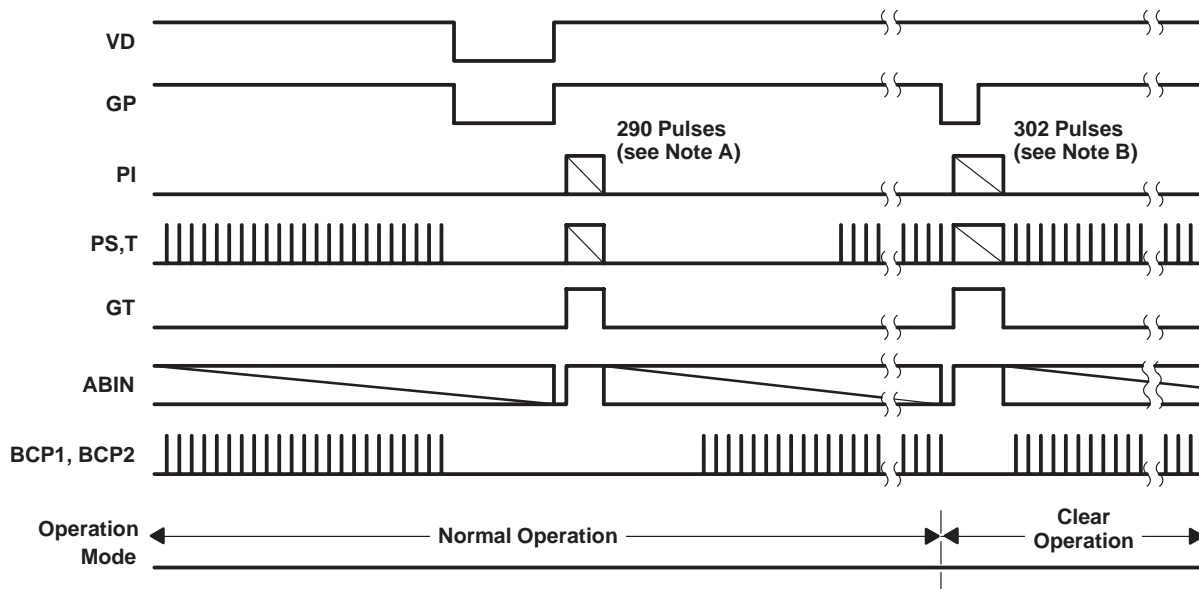 VD
GP
290 Pulses
(see Note A)
302 Pulses
(see Note B)
PI
PS,T
GT
ABIN
BCP1, BCP2
Operation
Mode
Normal Operation
Clear
Operation